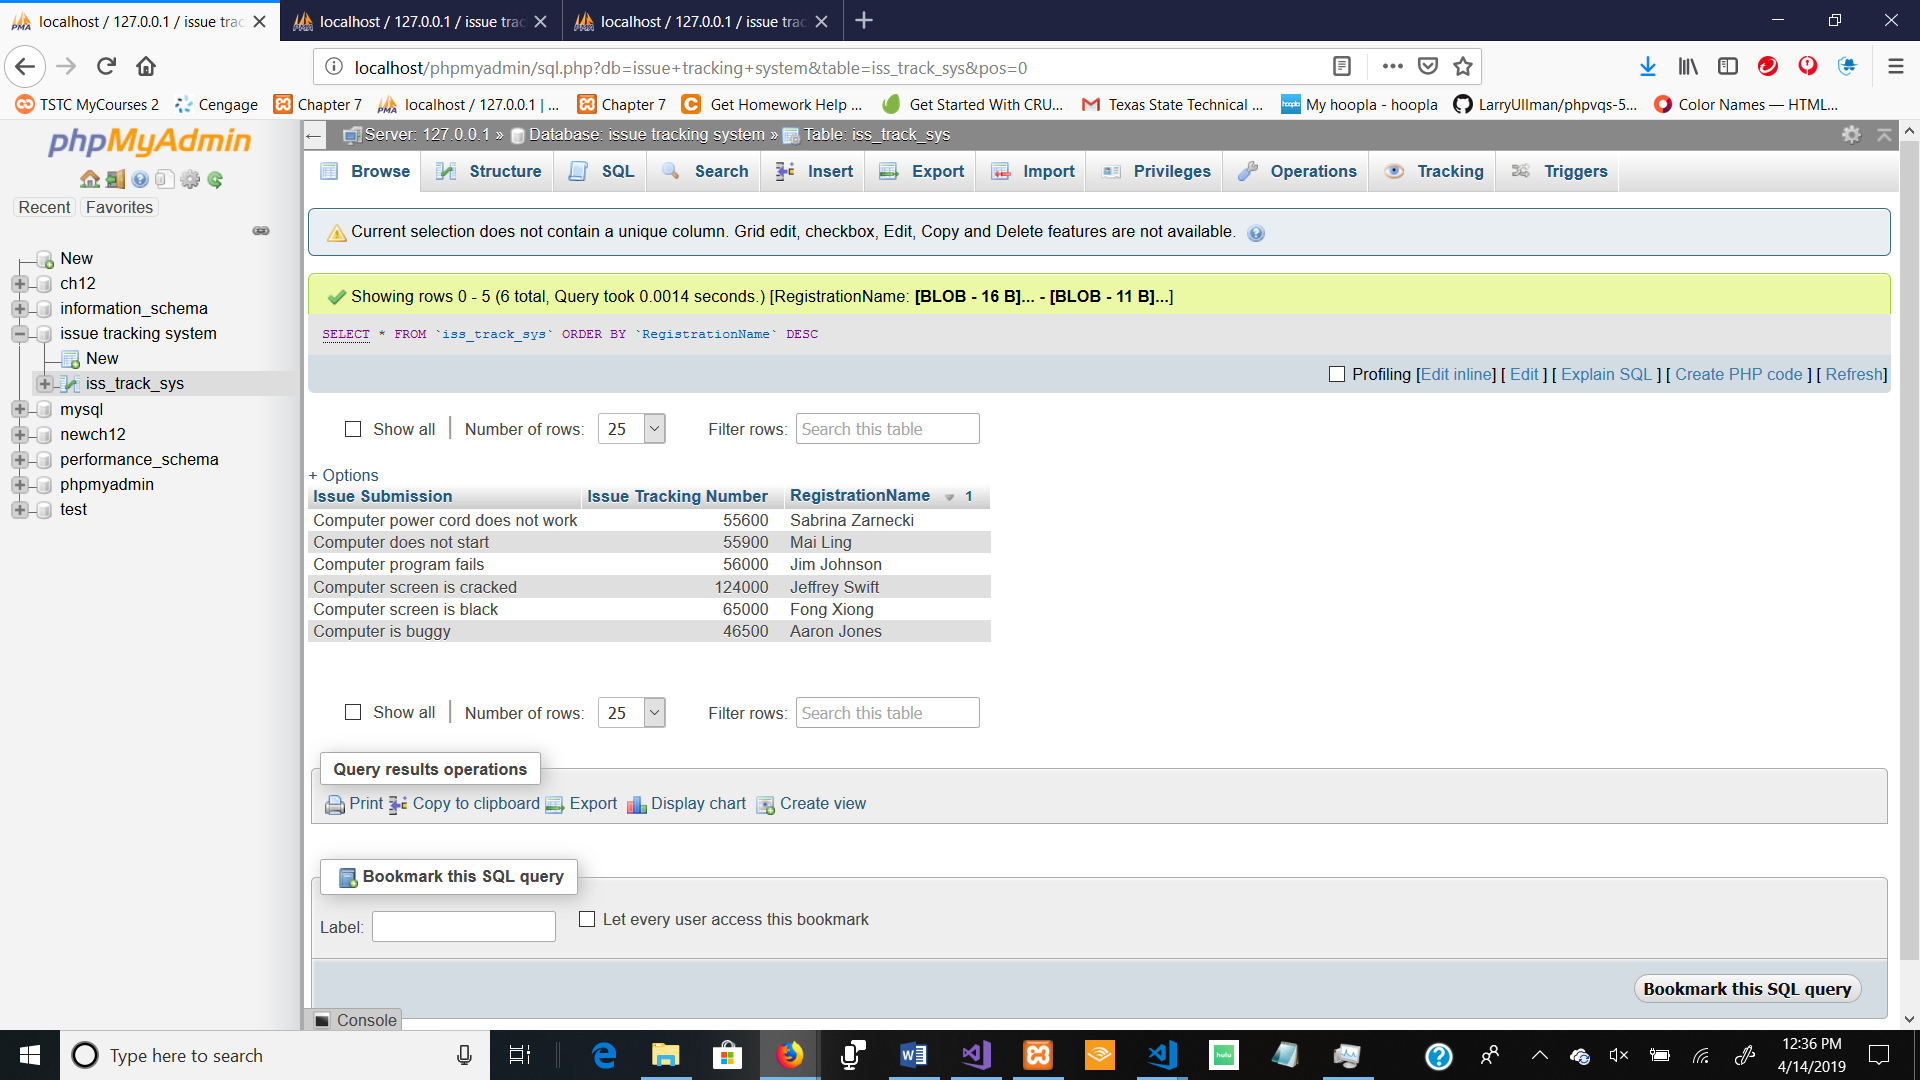 localhost / 127.0.0.1 / issue trac
localhost / 127.0.0.1 / issue trac
localhost / 127.0.0.1 / issue trac
localhost/phpmyadmin/sql.php?db=issue+tracking+system&table=iss_track_sys&pos=0
TSTC MyCourses 2 Cengage Chapter 7 localhost / 127.0.0.1 | ... Chapter 7 Get Homework Help ... Get Started With CRU... Texas State Technical ... My hoopla - hoopla LarryUllman/phpvqs-5... Color Names — HTML...
phpMyAdmin
Recent Favorites
New
ch12
information_schema
issue tracking system
New
iss_track_sys
mysql
newch12
performance_schema
phpmyadmin
test
Server: 127.0.0.1 » Database: issue tracking system » Table: iss_track_sys
Browse Structure SQL Search Insert Export Import Privileges Operations Tracking Triggers
Current selection does not contain a unique column. Grid edit, checkbox, Edit, Copy and Delete features are not available.
Showing rows 0 - 5 (6 total, Query took 0.0014 seconds.) [RegistrationName: [BLOB - 16 B]... - [BLOB - 11 B]...]
SELECT * FROM `iss_track_sys` ORDER BY `RegistrationName` DESC
Profiling [Edit inline] [ Edit ] [ Explain SQL ] [ Create PHP code ] [ Refresh]
Show all | Number of rows: 25 Filter rows: Search this table
+ Options
Issue Submission Issue Tracking Number RegistrationName 1
Computer power cord does not work 55600 Sabrina Zarnecki
Computer does not start 55900 Mai Ling
Computer program fails 56000 Jim Johnson
Computer screen is cracked 124000 Jeffrey Swift
Computer screen is black 65000 Fong Xiong
Computer is buggy 46500 Aaron Jones
Show all | Number of rows: 25 Filter rows: Search this table
Query results operations
Print Copy to clipboard Export Display chart Create view
Bookmark this SQL query
Label: Let every user access this bookmark
Bookmark this SQL query
Console
Type here to search
12:36 PM
4/14/2019